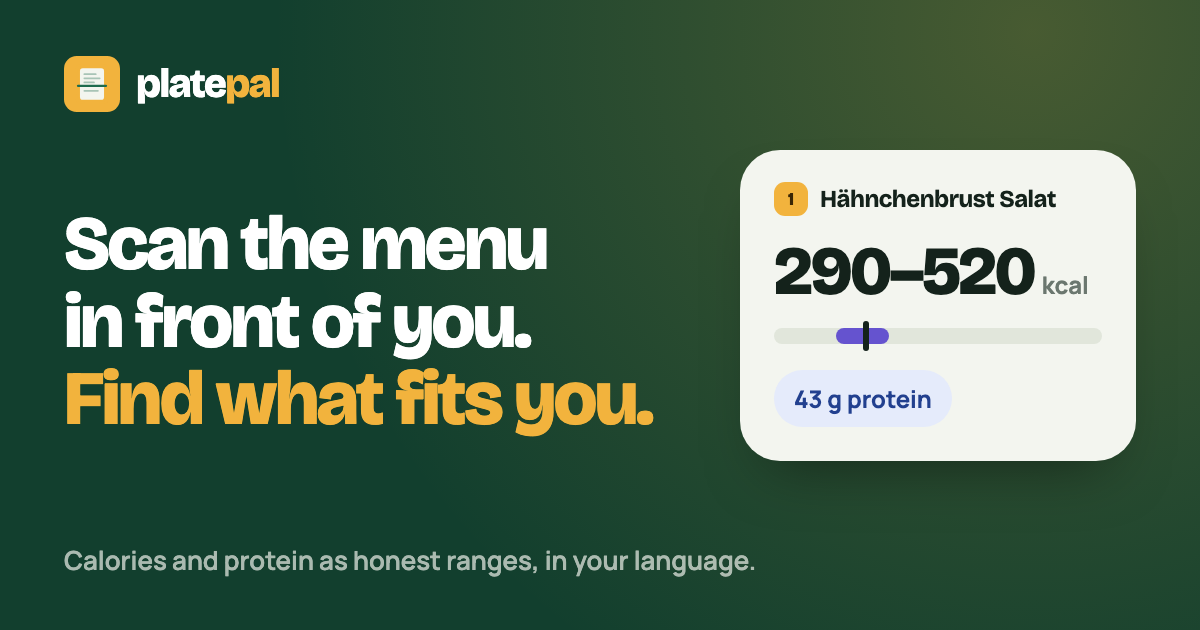 platepal
Scan the menu
in front of you.
Find what fits you.
1 Hähnchenbrust Salat
290–520 kcal
43 g protein
Calories and protein as honest ranges, in your language.